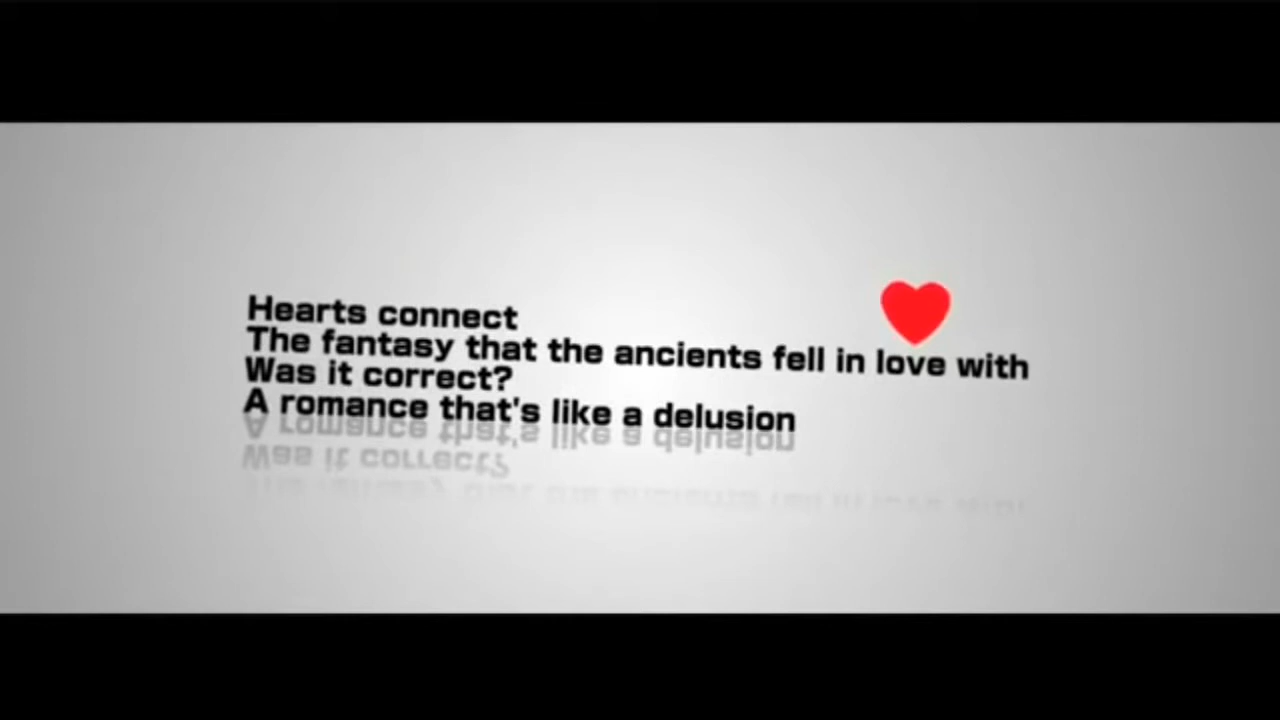 Hearts connect
The fantasy that the ancients fell in love with
Was it correct?
A romance that's like a delusion